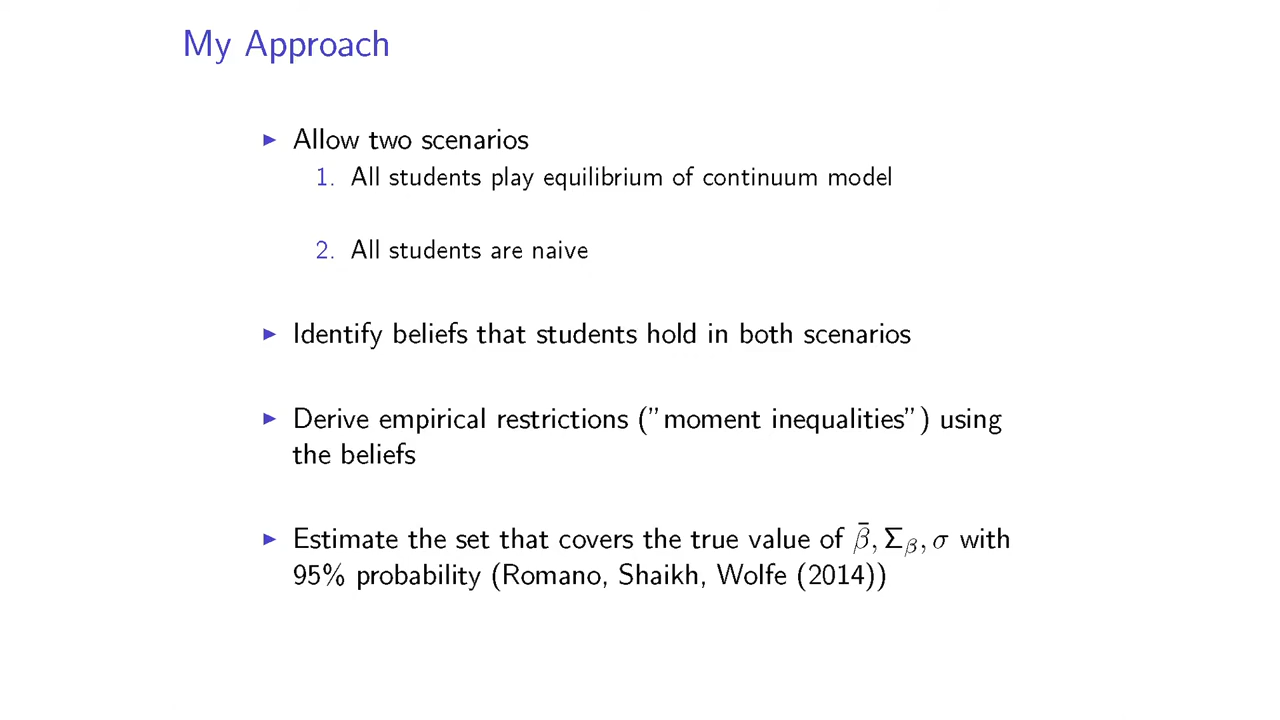 My Approach
▶ Allow two scenarios
1. All students play equilibrium of continuum model
2. All students are naive
▶ Identify beliefs that students hold in both scenarios
▶ Derive empirical restrictions (”moment inequalities”) using
the beliefs
▶ Estimate the set that covers the true value of β̄, Σ_β, σ with
95% probability (Romano, Shaikh, Wolfe (2014))